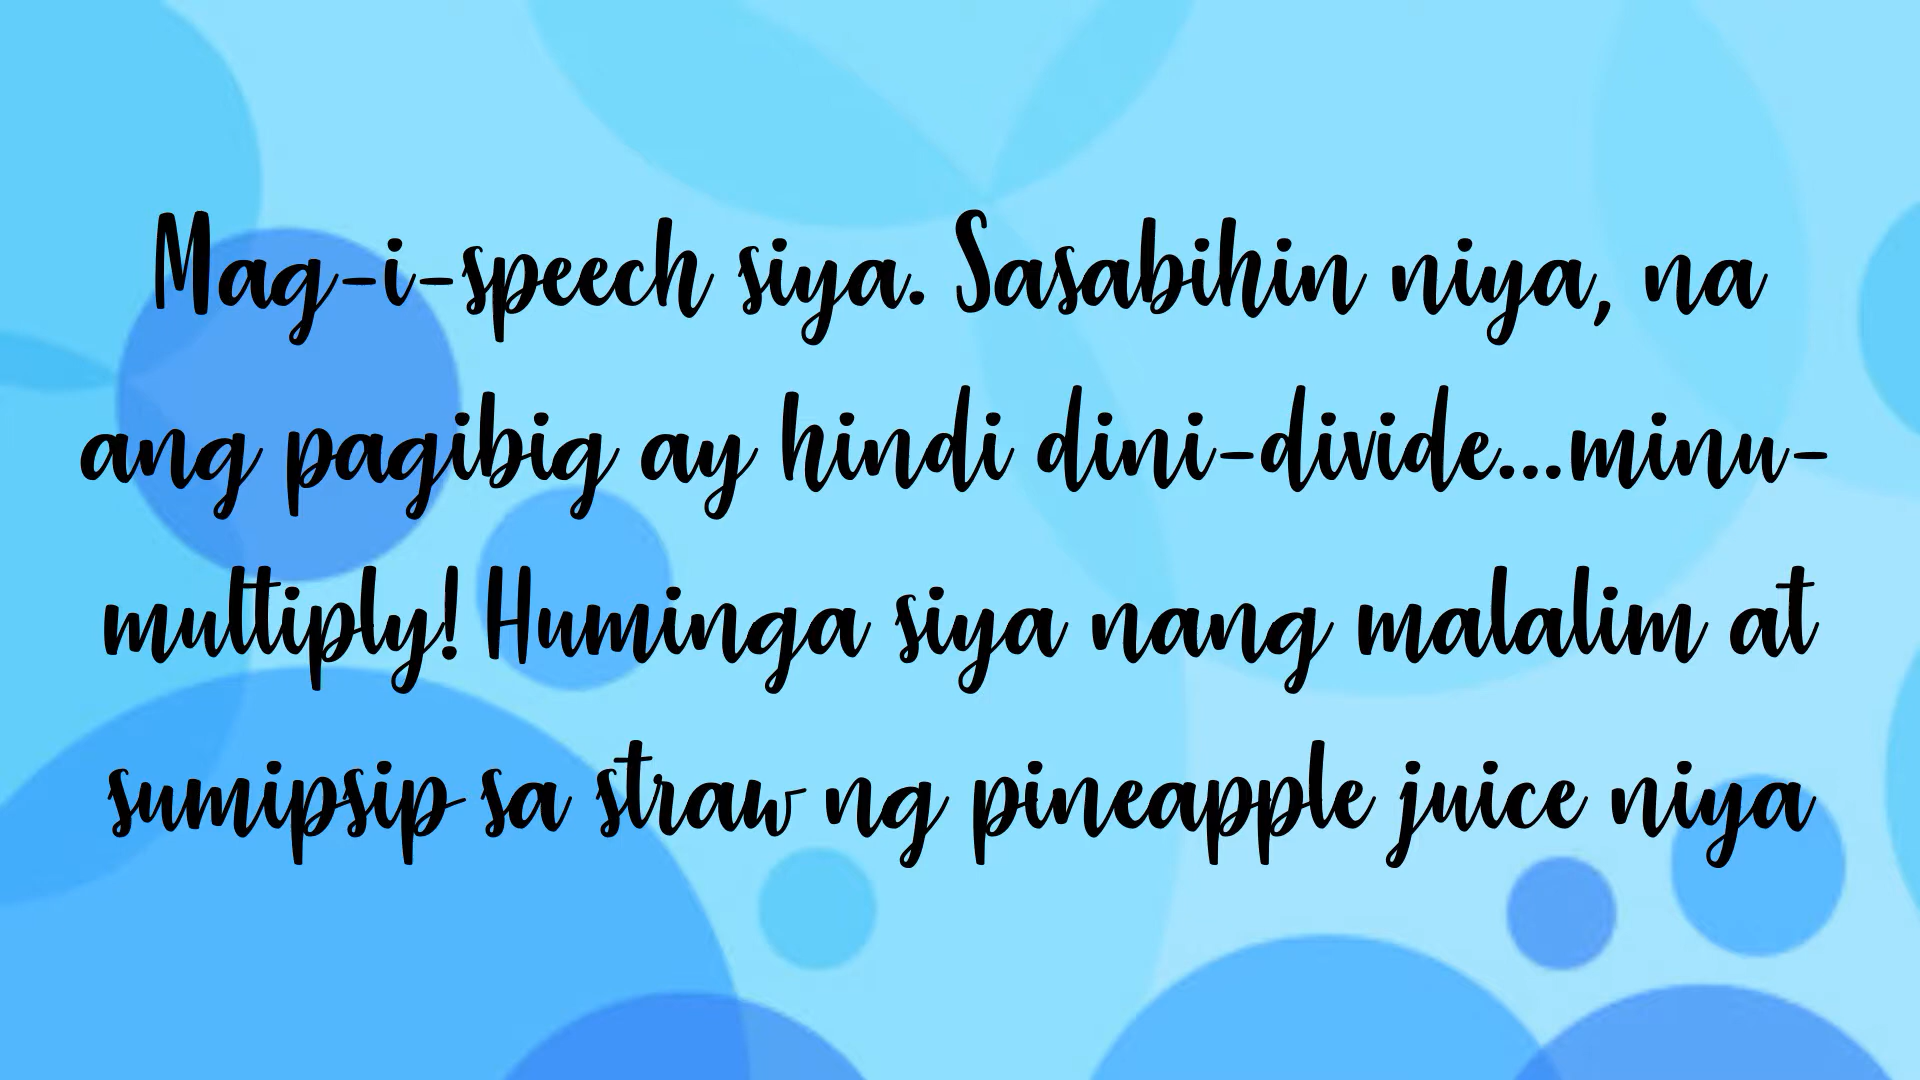 Mag-i-speech siya. Sasabihin niya, na
ang pagibig ay hindi dini-divide...minu-
multiply! Huminga siya nang malalim at
sumipsip sa straw ng pineapple juice niya